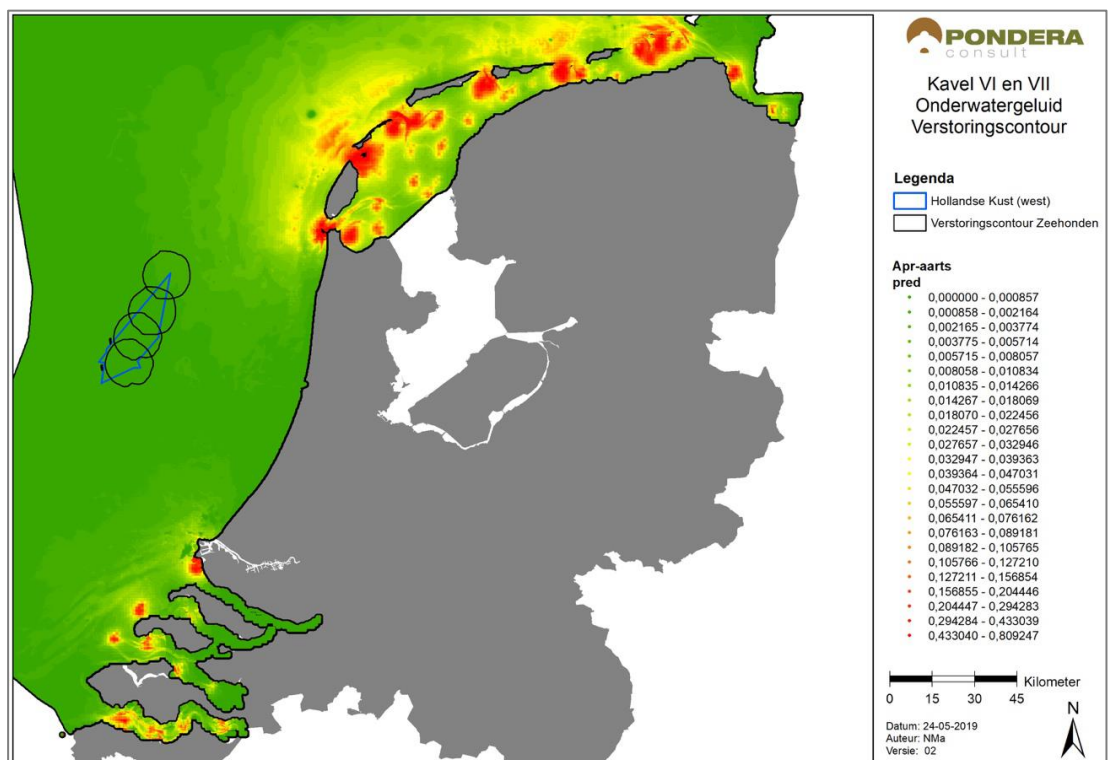 PONDERA
consult
Kavel VI en VII
Onderwatergeluid
Verstoringscontour
Legenda
Hollandse Kust (west)
Verstoringscontour Zeehonden
Apr-aarts
pred
0,000000 - 0,000857
0,000858 - 0,002164
0,002165 - 0,003774
0,003775 - 0,005714
0,005715 - 0,008057
0,008058 - 0,010834
0,010835 - 0,014266
0,014267 - 0,018069
0,018070 - 0,022456
0,022457 - 0,027656
0,027657 - 0,032946
0,032947 - 0,039363
0,039364 - 0,047031
0,047032 - 0,055596
0,055597 - 0,065410
0,065411 - 0,076162
0,076163 - 0,089181
0,089182 - 0,105765
0,105766 - 0,127210
0,127211 - 0,156854
0,156855 - 0,204446
0,204447 - 0,294283
0,294284 - 0,433039
0,433040 - 0,809247
Kilometer
0 15 30 45
N
Datum: 24-05-2019
Auteur: NMa
Versie: 02